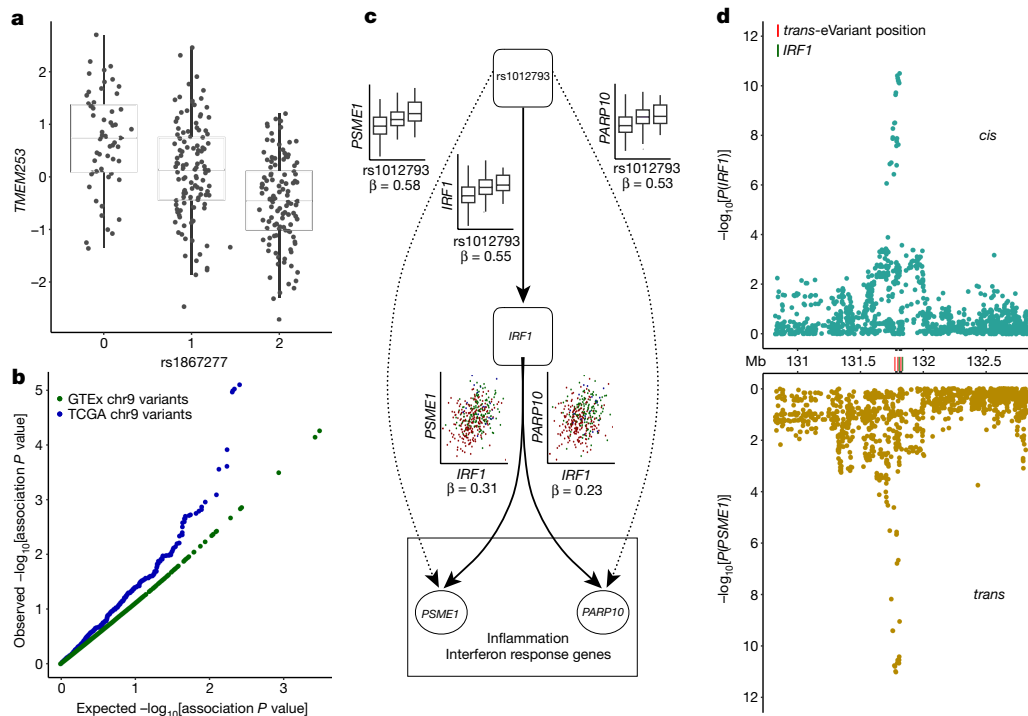 a
2
1
0
−1
−2
TMEM253
0
1
2
rs1867277
b
5
4
3
2
1
0
GTEx chr9 variants
TCGA chr9 variants
Observed −log10[association P value]
0
1
2
3
Expected −log10[association P value]
c
rs1012793
PSME1
rs1012793
β = 0.58
IRF1
rs1012793
β = 0.55
PARP10
rs1012793
β = 0.53
IRF1
PSME1
IRF1
β = 0.31
PARP10
IRF1
β = 0.23
PSME1
PARP10
Inflammation
Interferon response genes
d
12
10
8
6
4
2
0
−log10[P(IRF1)]
trans-eVariant position
IRF1
cis
Mb
131
131.5
132
132.5
0
2
4
6
8
10
12
−log10[P(PSME1)]
trans